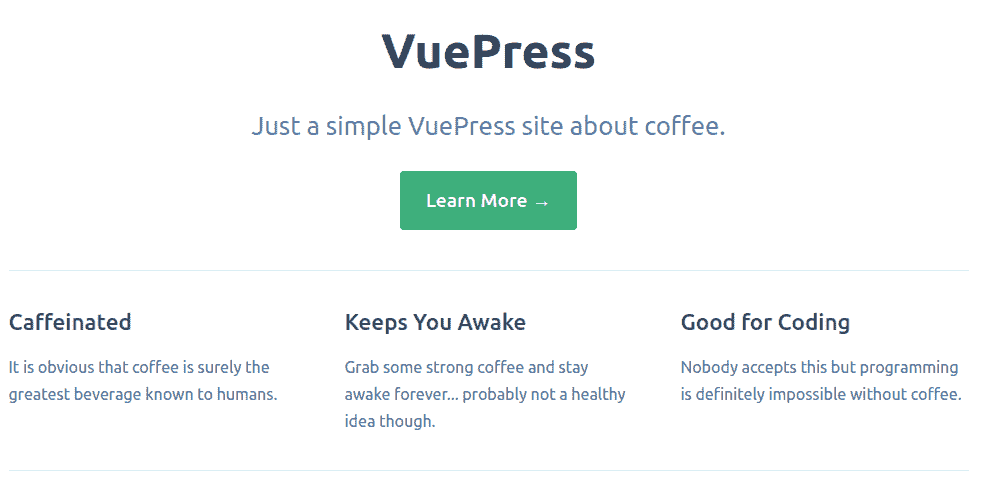 VuePress
Just a simple VuePress site about coffee.
Learn More →
Caffeinated
It is obvious that coffee is surely the
greatest beverage known to humans.
Keeps You Awake
Grab some strong coffee and stay
awake forever... probably not a healthy
idea though.
Good for Coding
Nobody accepts this but programming
is definitely impossible without coffee.